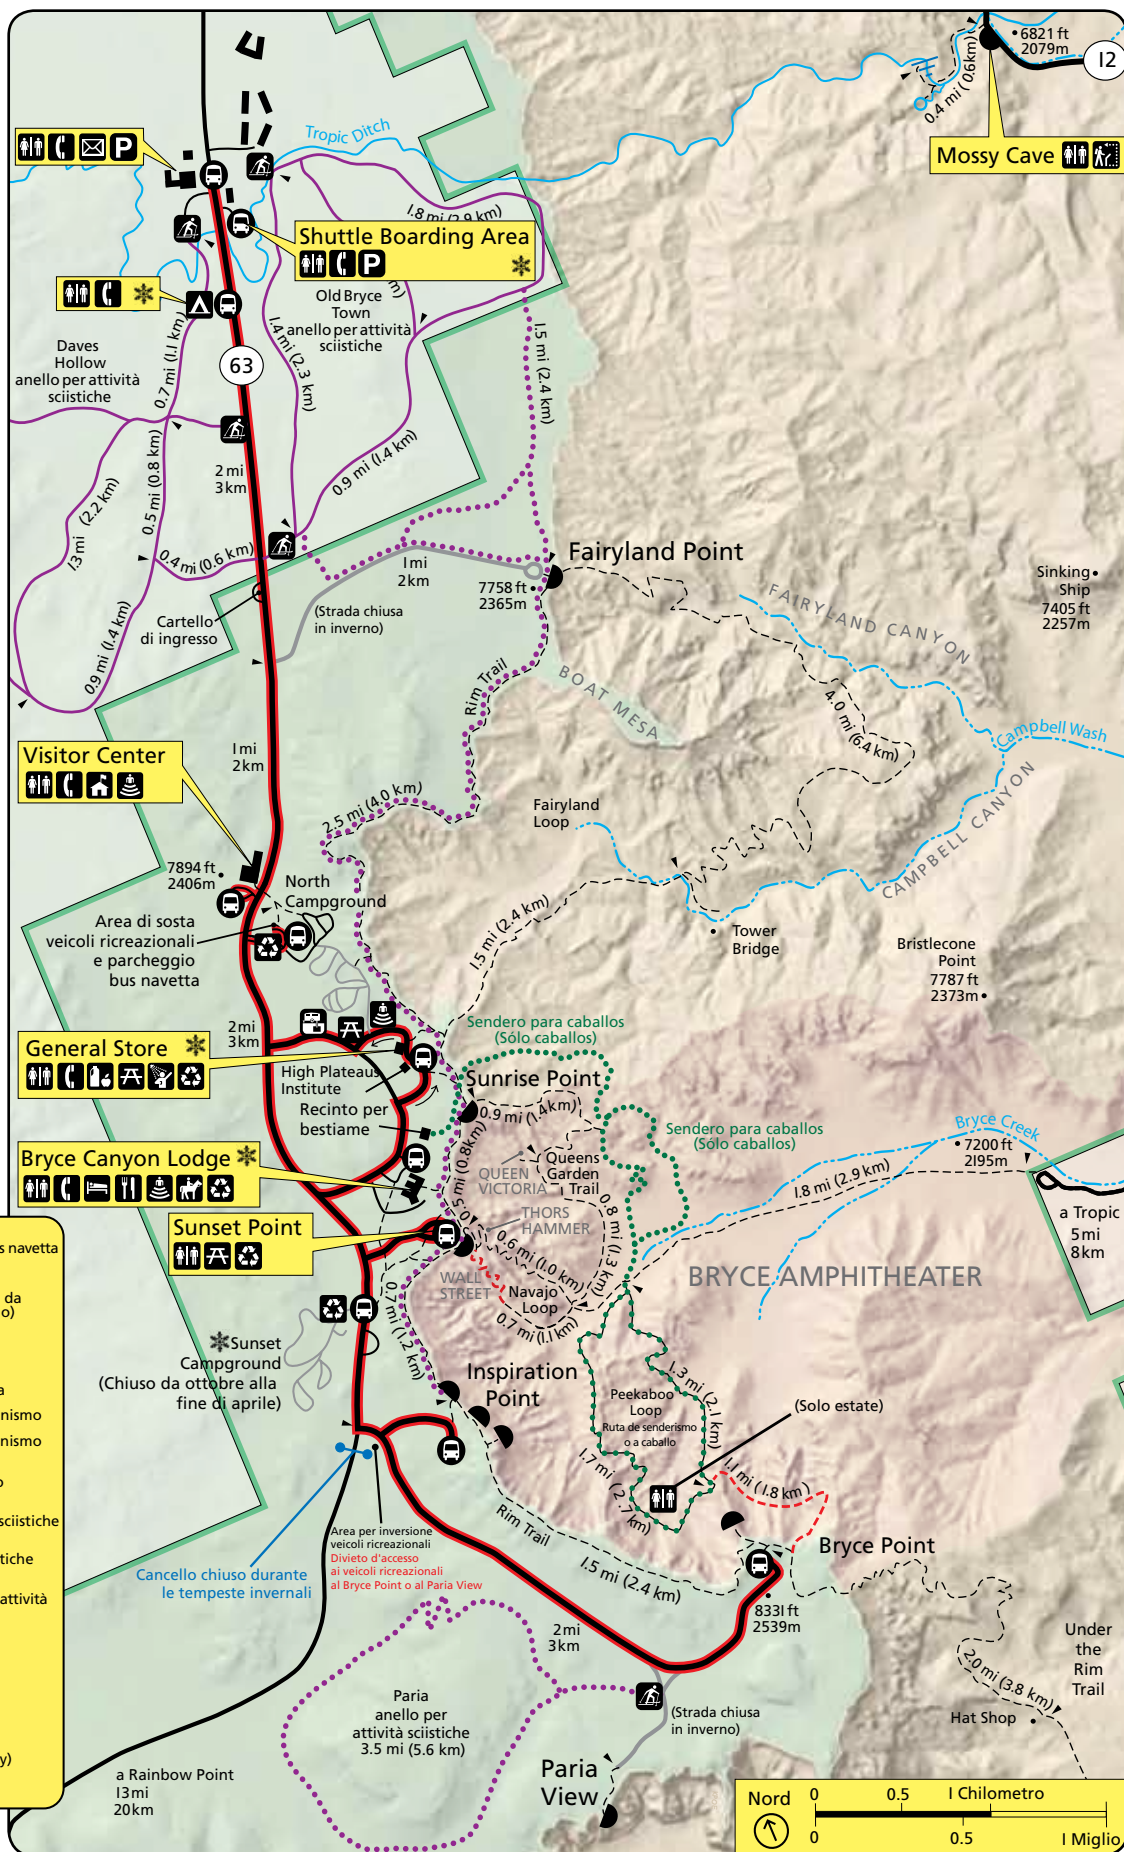 6821 ft
2079m
12
0.4 mi (0.6km)
Mossy Cave
Tropic Ditch
P
1.8 mi (2.9 km)
Shuttle Boarding Area
P
Old Bryce
Town
anello per attività
sciistiche
Daves
Hollow
anello per attività
sciistiche
63
0.7 mi (1.1 km)
1.4 mi (2.3 km)
1.5 mi (2.4 km)
2 mi
3 km
0.9 mi (1.4 km)
0.5 mi (0.8 km)
1.3 mi (2.2 km)
0.4 mi (0.6 km)
0.9 mi (1.4 km)
Cartello
di ingresso
1 mi
2 km
(Strada chiusa
in inverno)
Fairyland Point
7758 ft
2365m
Sinking
Ship
7405 ft
2257m
FAIRYLAND CANYON
BOAT MESA
Rim Trail
4.0 mi (6.4 km)
Campbell Wash
CAMPBELL CANYON
Visitor Center
1 mi
2 km
2.5 mi (4.0 km)
Fairyland
Loop
7894 ft
2406m
North
Campground
Area di sosta
veicoli ricreazionali
e parcheggio
bus navetta
1.5 mi (2.4 km)
Tower
Bridge
Bristlecone
Point
7787 ft
2373m
2 mi
3 km
General Store
High Plateaus
Institute
Recinto per
bestiame
Sendero para caballos
(Sólo caballos)
Sunrise Point
0.9 mi (1.4km)
Sendero para caballos
(Sólo caballos)
Bryce Creek
7200 ft
2195m
Bryce Canyon Lodge
0.5 mi (0.8km)
QUEEN
VICTORIA
Queens
Garden
Trail
1.8 mi (2.9 km)
THORS
HAMMER
0.8 mi (1.3 km)
a Tropic
5 mi
8 km
Sunset Point
0.6 mi (1.0 km)
WALL
STREET
Navajo
Loop
0.7 mi (1.1 km)
BRYCE AMPHITHEATER
0.7 mi (1.2 km)
Sunset
Campground
(Chiuso da ottobre alla
fine di aprile)
Inspiration
Point
1.3 mi (2.1 km)
Peekaboo
Loop
Ruta de senderismo
o a caballo
(Solo estate)
1.7 mi (2.7 km)
1.1 mi (1.8 km)
Rim Trail
1.5 mi (2.4 km)
Bryce Point
8331 ft
2539m
Area per inversione
veicoli ricreazionali
Divieto d'accesso
ai veicoli ricreazionali
al Bryce Point o al Paria View
Cancello chiuso durante
le tempeste invernali
2 mi
3 km
Under
the
Rim
Trail
2.0 mi (3.8 km)
Hat Shop
Paria
anello per
attività sciistiche
3.5 mi (5.6 km)
(Strada chiusa
in inverno)
Paria
View
a Rainbow Point
13 mi
20 km
s navetta
da
o)
a
nismo
nismo
o
sciistiche
tiche
attività
y)
Nord
0 0.5 1 Chilometro
0 0.5 1 Miglio